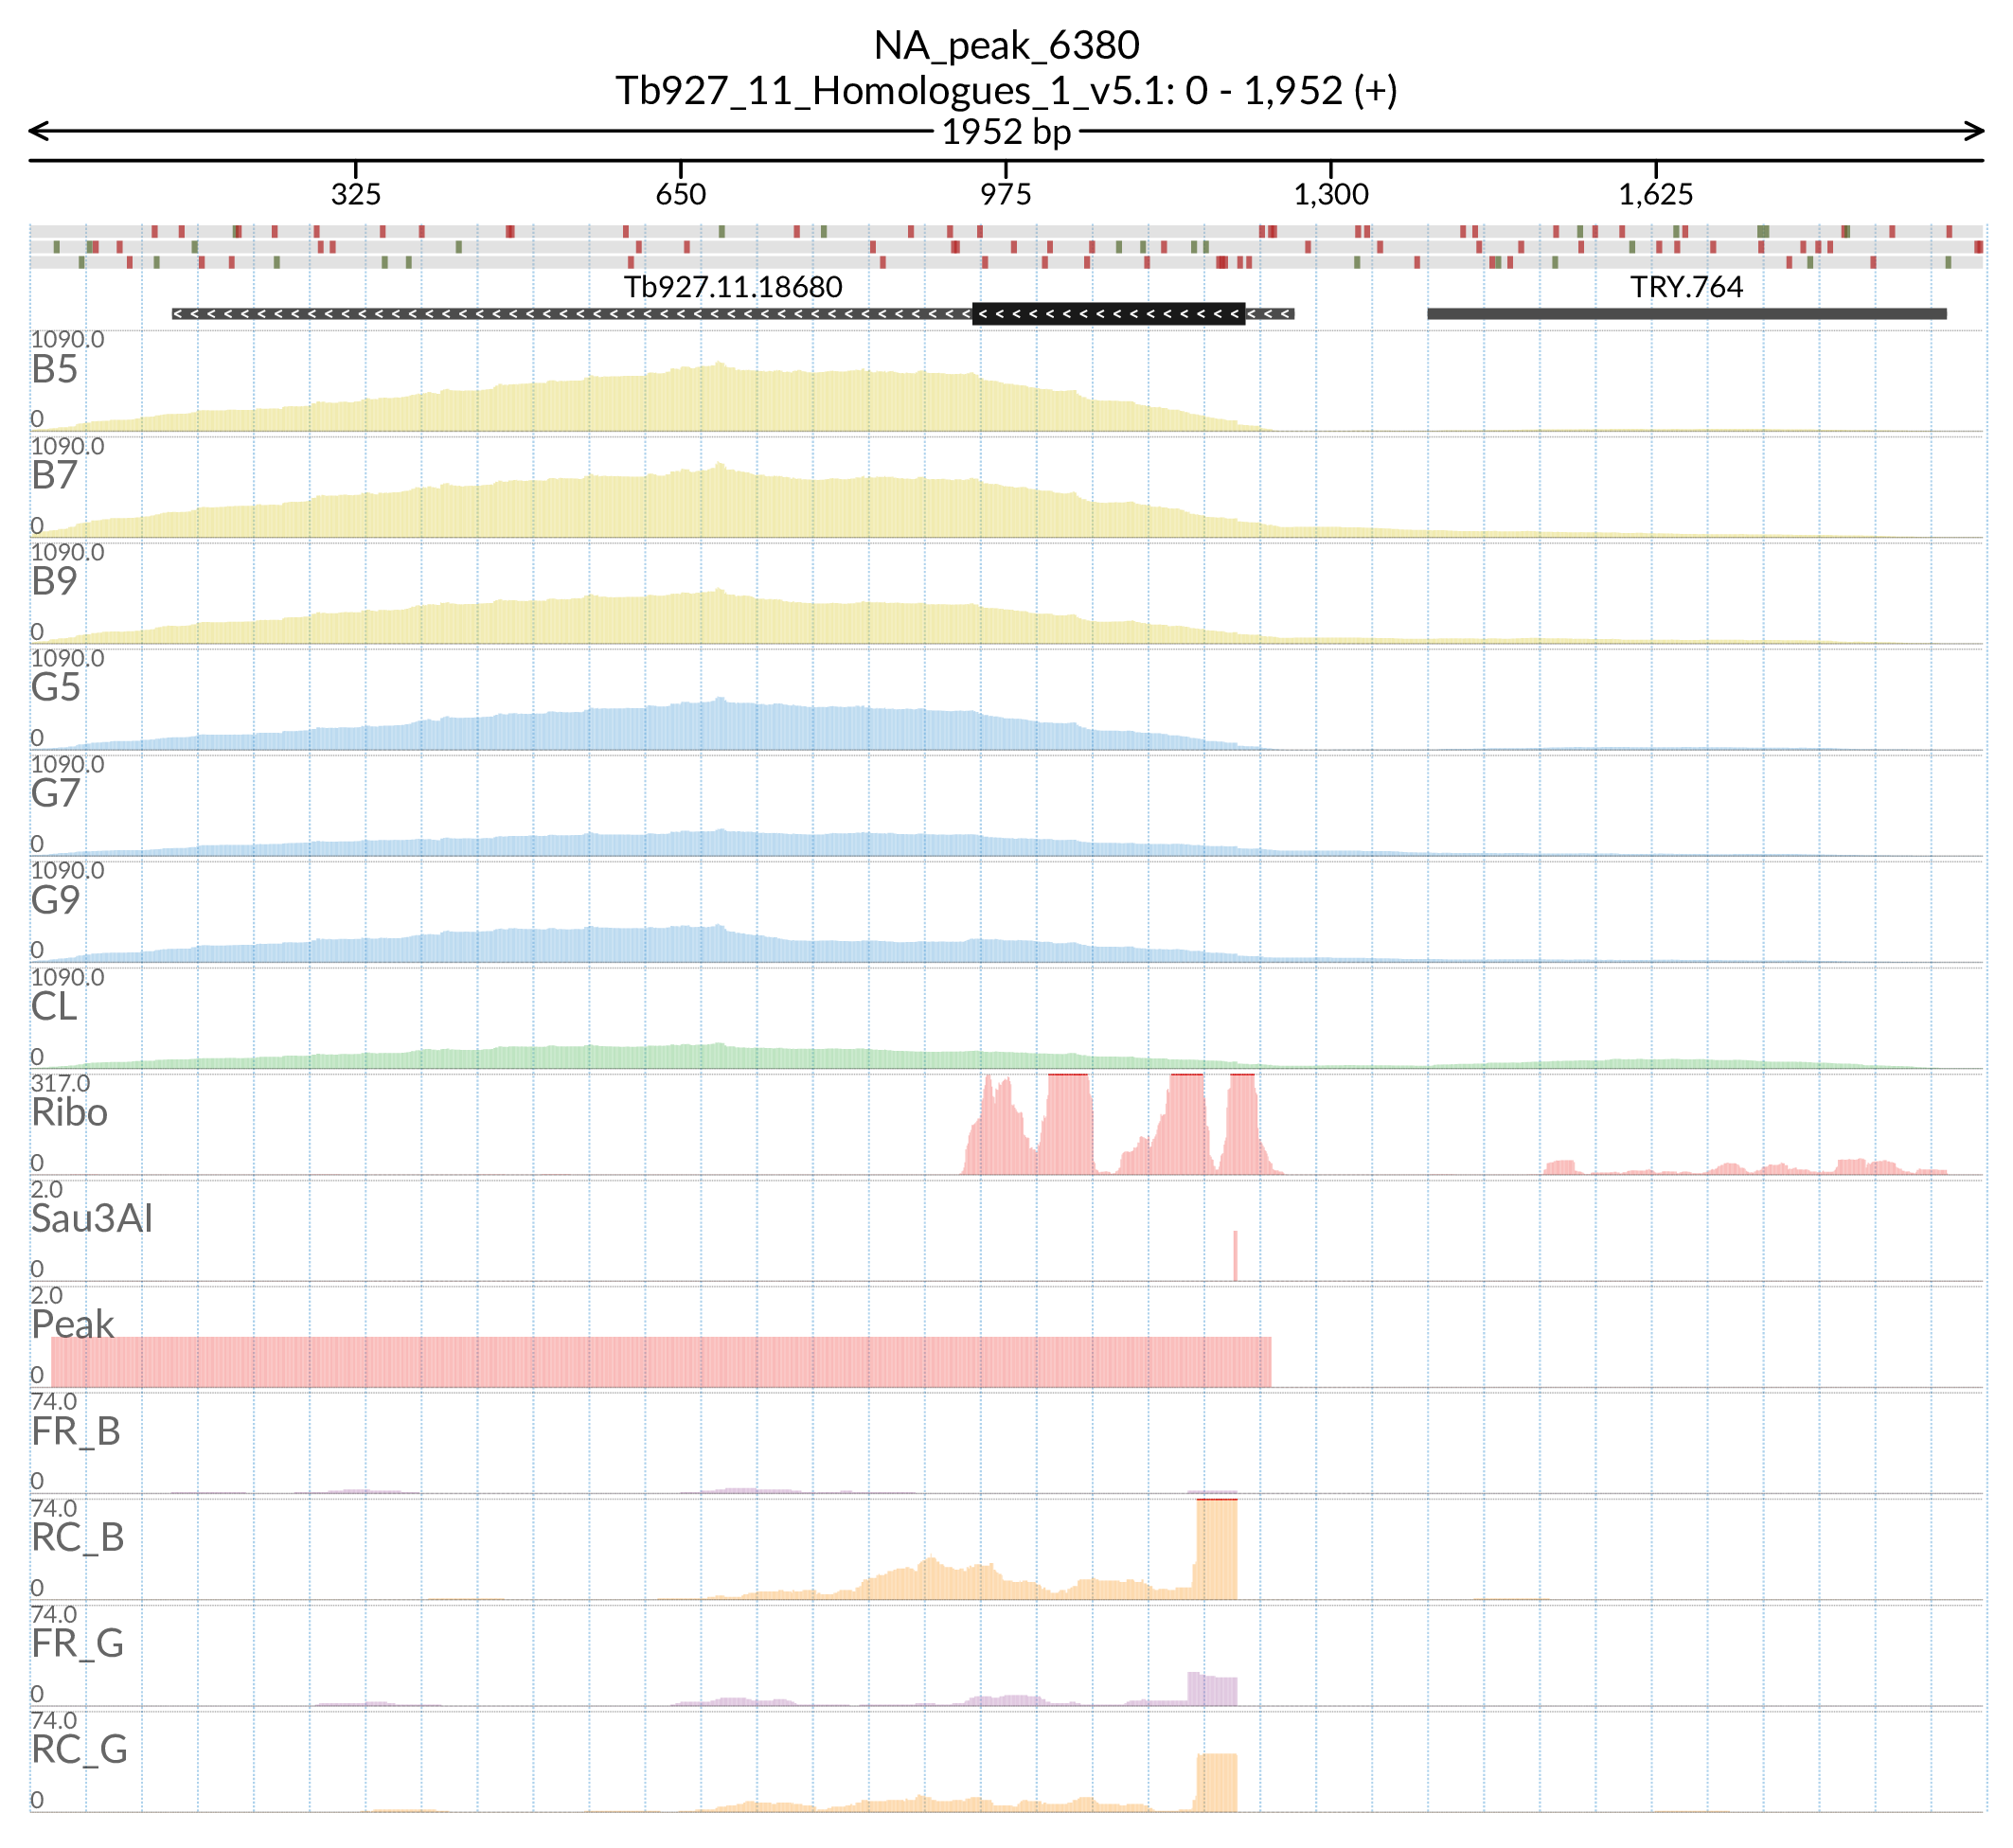 NA_peak_6380
Tb927_11_Homologues_1_v5.1: 0 - 1,952 (+)
1952 bp
325 650 975 1,300 1,625
Tb927.11.18680 TRY.764
1090.0
B5
0
1090.0
B7
0
1090.0
B9
0
1090.0
G5
0
1090.0
G7
0
1090.0
G9
0
1090.0
CL
0
317.0
Ribo
0
2.0
Sau3AI
0
2.0
Peak
0
74.0
FR_B
0
74.0
RC_B
0
74.0
FR_G
0
74.0
RC_G
0